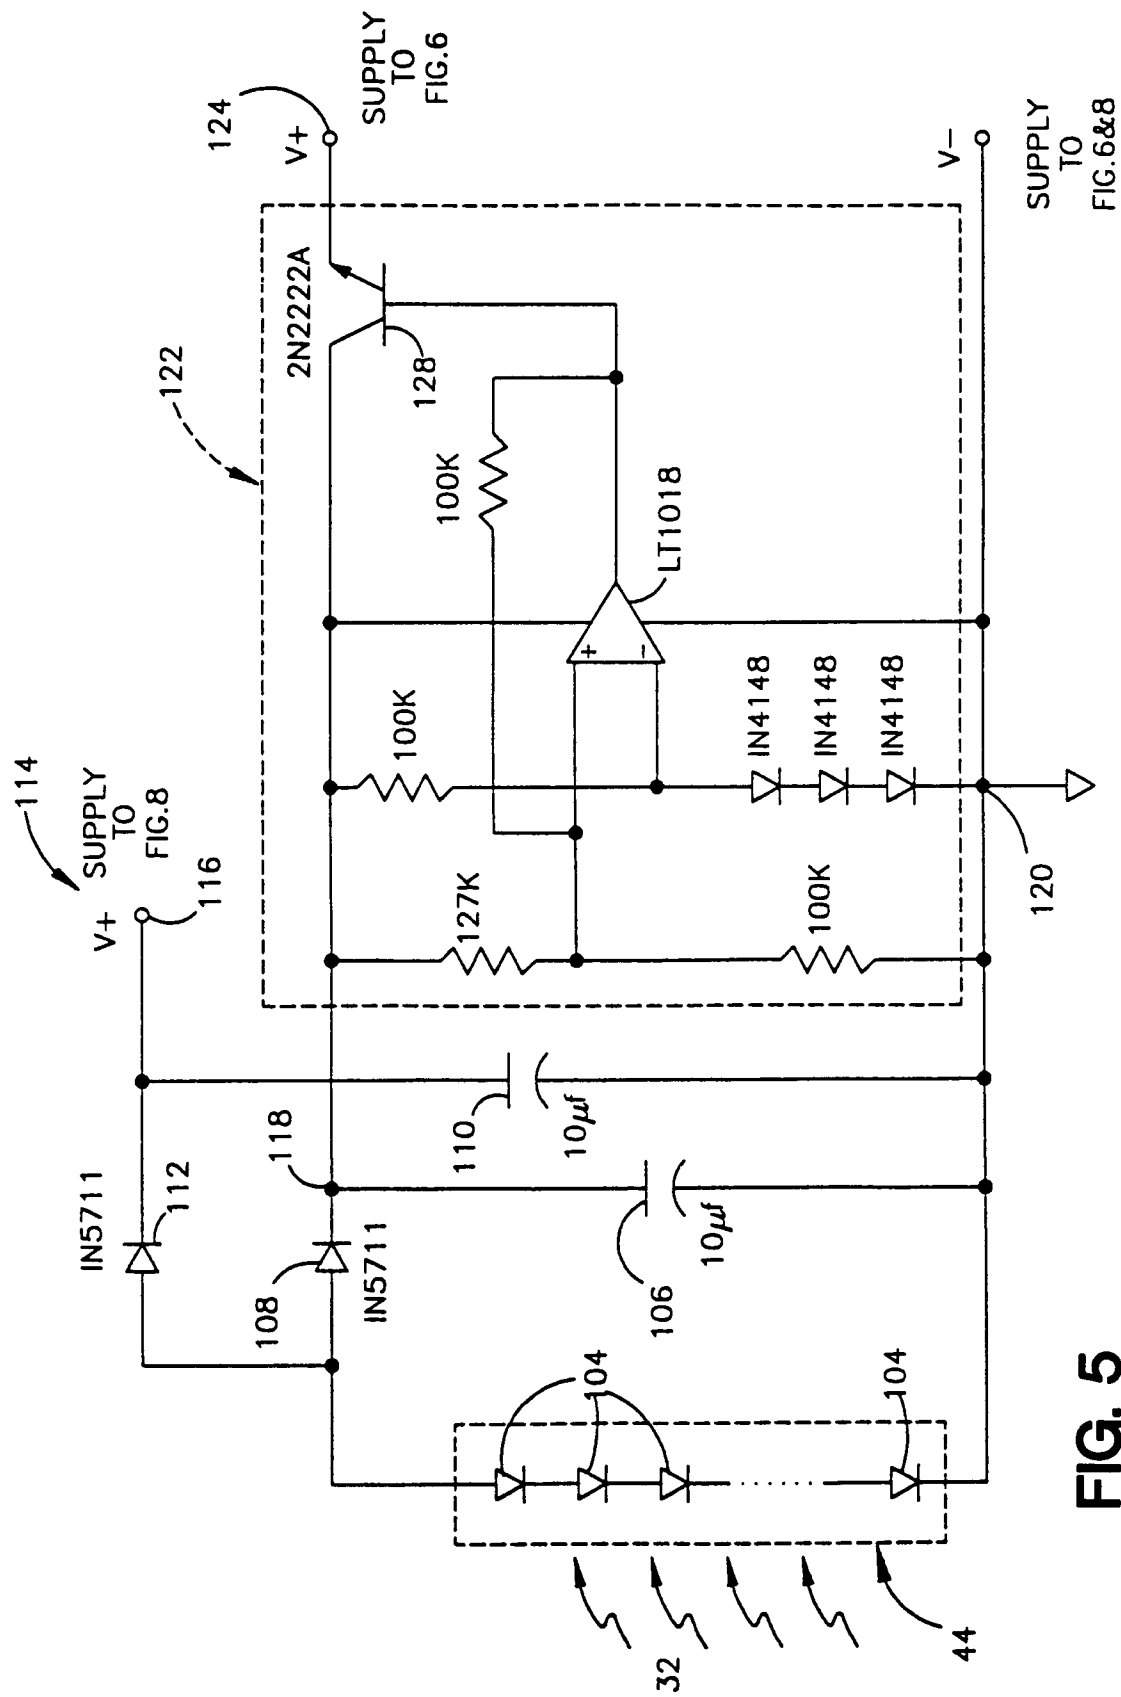 114
SUPPLY
TO
FIG.8
V+
116
IN5711
112
118
108
IN5711
110
10μf
106
10μf
104
104
32
44
122
2N2222A
128
124
V+
SUPPLY
TO
FIG.6
100K
100K
127K
100K
+
−
LT1018
IN4148
IN4148
IN4148
120
V−
SUPPLY
TO
FIG.6&8
FIG. 5